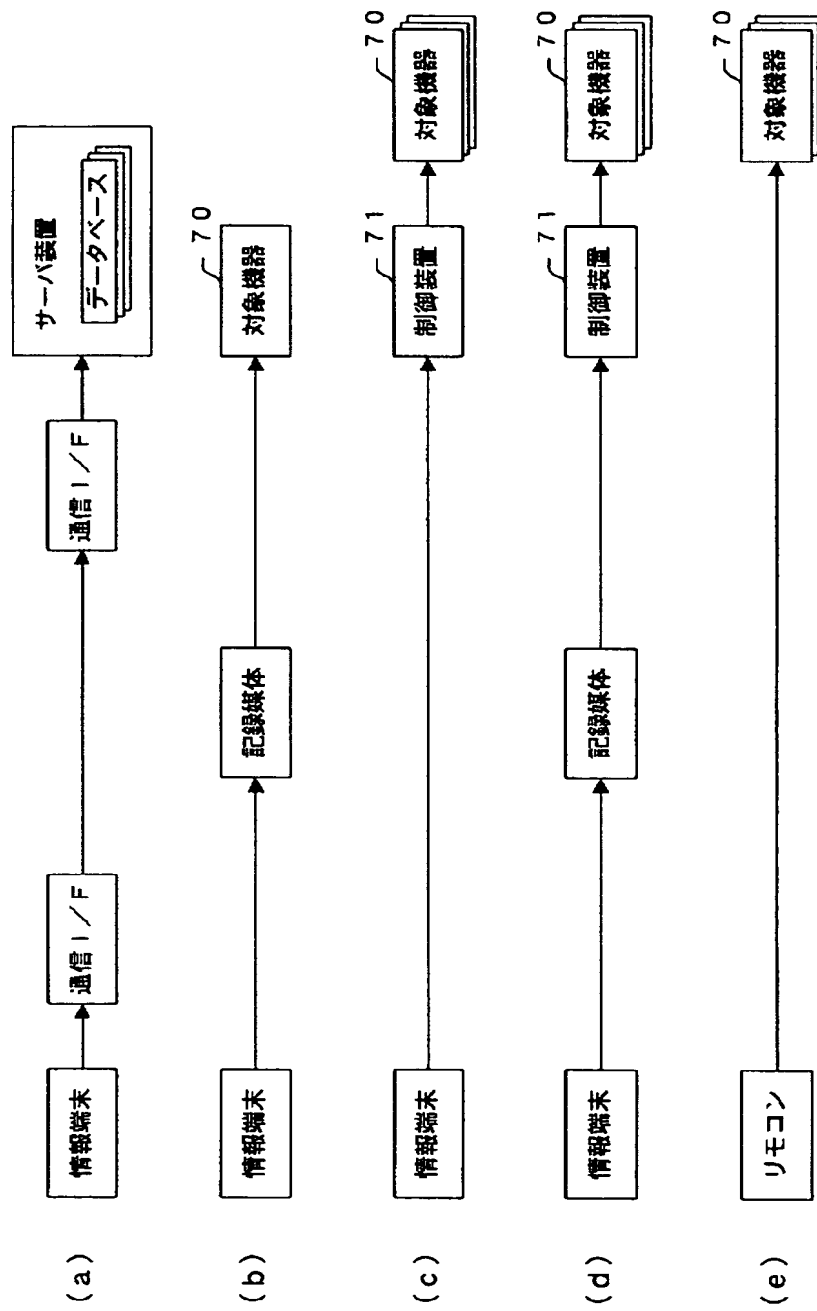 (a)
情報端末
通信I/F
通信I/F
サーバ装置
データベース
(b)
情報端末
記録媒体
対象機器
70
(c)
情報端末
制御装置
71
対象機器
70
(d)
情報端末
記録媒体
制御装置
71
対象機器
70
(e)
リモコン
対象機器
70